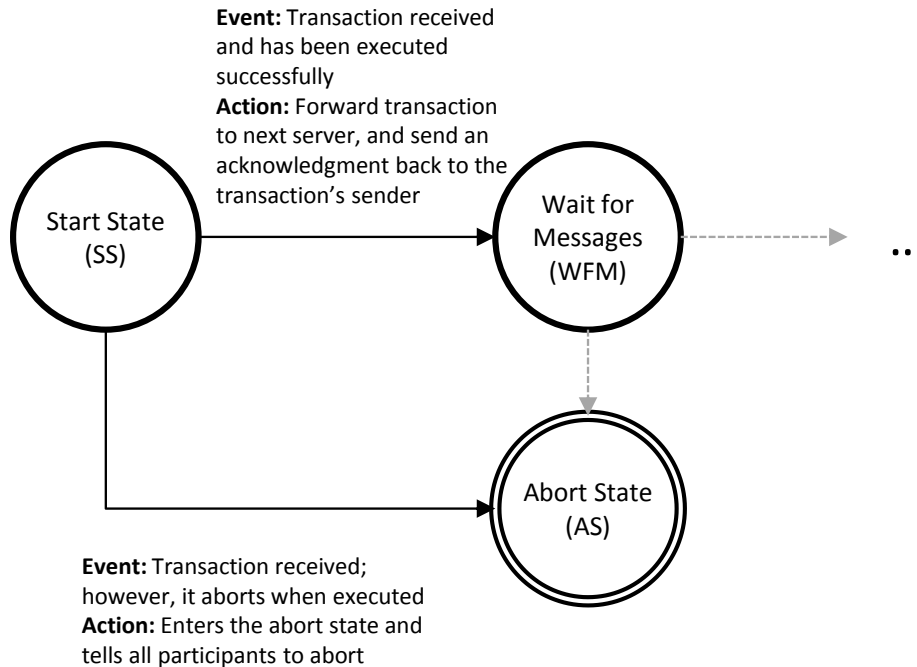 Event: Transaction received
and has been executed
successfully
Action: Forward transaction
to next server, and send an
acknowledgment back to the
transaction’s sender
Start State
(SS)
Wait for
Messages
(WFM)
..
Abort State
(AS)
Event: Transaction received;
however, it aborts when executed
Action: Enters the abort state and
tells all participants to abort